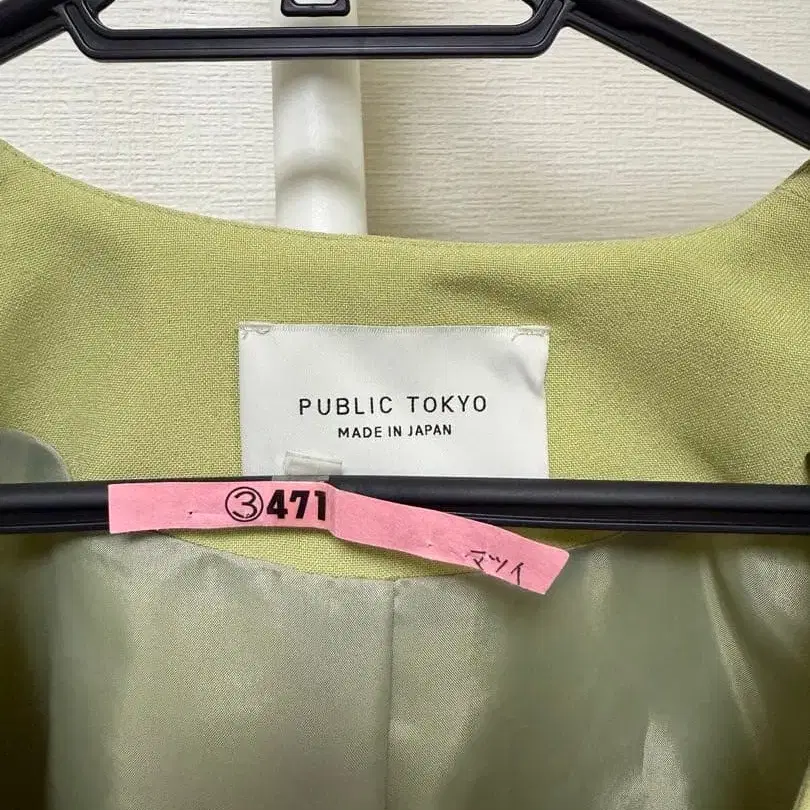 PUBLIC TOKYO
MADE IN JAPAN
③471
マツイ